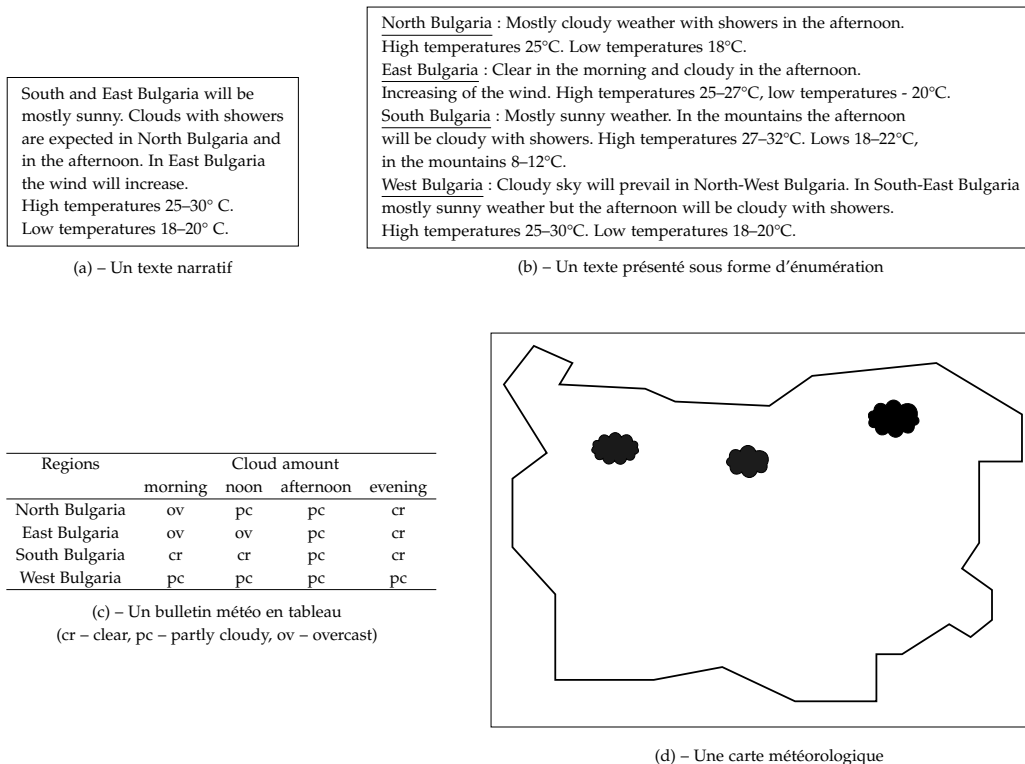 South and East Bulgaria will be
mostly sunny. Clouds with showers
are expected in North Bulgaria and
in the afternoon. In East Bulgaria
the wind will increase.
High temperatures 25–30° C.
Low temperatures 18–20° C.
(a) – Un texte narratif
North Bulgaria : Mostly cloudy weather with showers in the afternoon.
High temperatures 25°C. Low temperatures 18°C.
East Bulgaria : Clear in the morning and cloudy in the afternoon.
Increasing of the wind. High temperatures 25–27°C, low temperatures - 20°C.
South Bulgaria : Mostly sunny weather. In the mountains the afternoon
will be cloudy with showers. High temperatures 27–32°C. Lows 18–22°C,
in the mountains 8–12°C.
West Bulgaria : Cloudy sky will prevail in North-West Bulgaria. In South-East Bulgaria
mostly sunny weather but the afternoon will be cloudy with showers.
High temperatures 25–30°C. Low temperatures 18–20°C.
(b) – Un texte présenté sous forme d'énumération
Regions Cloud amount
morning noon afternoon evening
North Bulgaria ov pc pc cr
East Bulgaria ov ov pc cr
South Bulgaria cr cr pc cr
West Bulgaria pc pc pc pc
(c) – Un bulletin météo en tableau
(cr – clear, pc – partly cloudy, ov – overcast)
(d) – Une carte météorologique